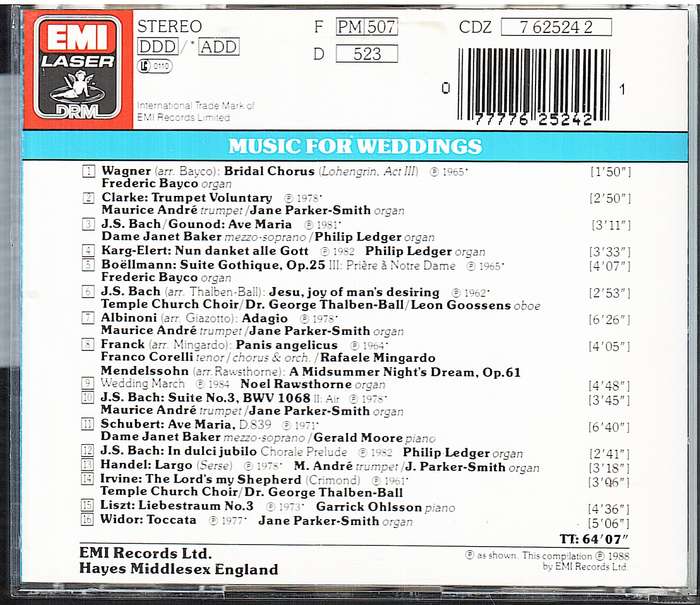 EMI
LASER
DRM
STEREO
DDD / *ADD
LC 0110
F PM 507
D 523
CDZ 7 62524 2
0 77776 25242 1
International Trade Mark of
EMI Records Limited
MUSIC FOR WEDDINGS
1 Wagner (arr. Bayco): Bridal Chorus (Lohengrin, Act III) ℗ 1965* [1'50"]
Frederic Bayco organ
2 Clarke: Trumpet Voluntary ℗ 1978* [2'50"]
Maurice André trumpet/Jane Parker-Smith organ
3 J.S. Bach/Gounod: Ave Maria ℗ 1981* [3'11"]
Dame Janet Baker mezzo-soprano/Philip Ledger organ
4 Karg-Elert: Nun danket alle Gott ℗ 1982 Philip Ledger organ [3'33"]
5 Boëllmann: Suite Gothique, Op.25 III: Prière à Notre Dame ℗ 1965* [4'07"]
Frederic Bayco organ
6 J.S. Bach (arr. Thalben-Ball): Jesu, joy of man's desiring ℗ 1962* [2'53"]
Temple Church Choir/Dr. George Thalben-Ball/Leon Goossens oboe
7 Albinoni (arr. Giazotto): Adagio ℗ 1978* [6'26"]
Maurice André trumpet/Jane Parker-Smith organ
8 Franck (arr. Mingardo): Panis angelicus ℗ 1964* [4'05"]
Franco Corelli tenor/chorus & orch./Rafaele Mingardo
Mendelssohn (arr. Rawsthorne): A Midsummer Night's Dream, Op.61
9 Wedding March ℗ 1984 Noel Rawsthorne organ [4'48"]
10 J.S. Bach: Suite No.3, BWV 1068 II: Air ℗ 1978* [3'45"]
Maurice André trumpet/Jane Parker-Smith organ
11 Schubert: Ave Maria, D.839 ℗ 1971* [6'40"]
Dame Janet Baker mezzo-soprano/Gerald Moore piano
12 J.S. Bach: In dulci jubilo Chorale Prelude ℗ 1982 Philip Ledger organ [2'41"]
13 Handel: Largo (Serse) ℗ 1978* M. André trumpet/J. Parker-Smith organ [3'18"]
14 Irvine: The Lord's my Shepherd (Crimond) ℗ 1961* [3'06"]
Temple Church Choir/Dr. George Thalben-Ball
15 Liszt: Liebestraum No.3 ℗ 1973* Garrick Ohlsson piano [4'36"]
16 Widor: Toccata ℗ 1977* Jane Parker-Smith organ [5'06"]
TT: 64'07"
EMI Records Ltd.
Hayes Middlesex England
℗ as shown. This compilation ℗ 1988
by EMI Records Ltd.